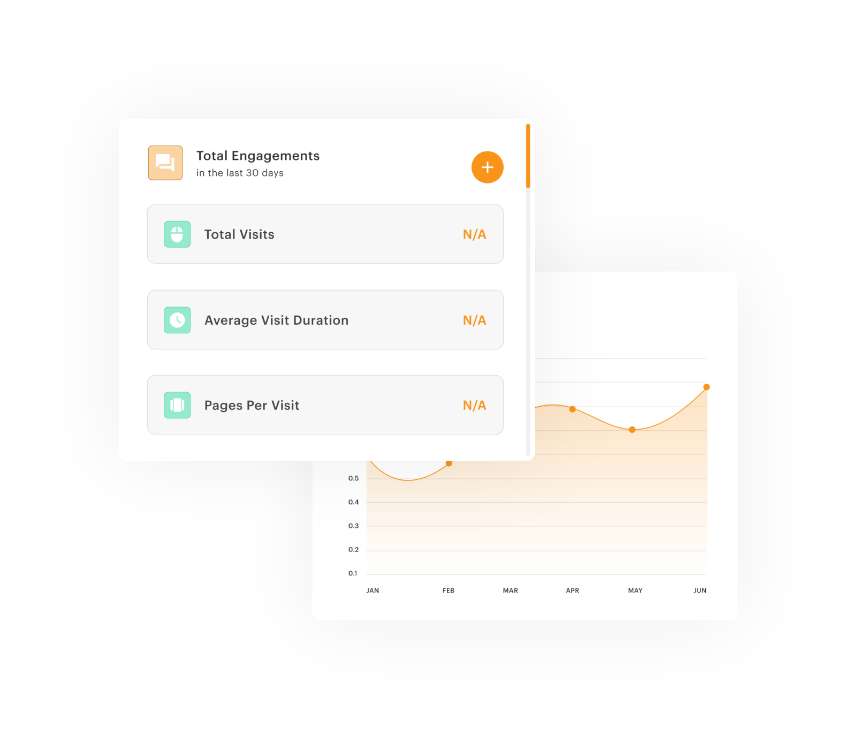 Total Engagements
in the last 30 days
Total Visits N/A
Average Visit Duration N/A
Pages Per Visit N/A
0.5
0.4
0.3
0.2
0.1
JAN FEB MAR APR MAY JUN